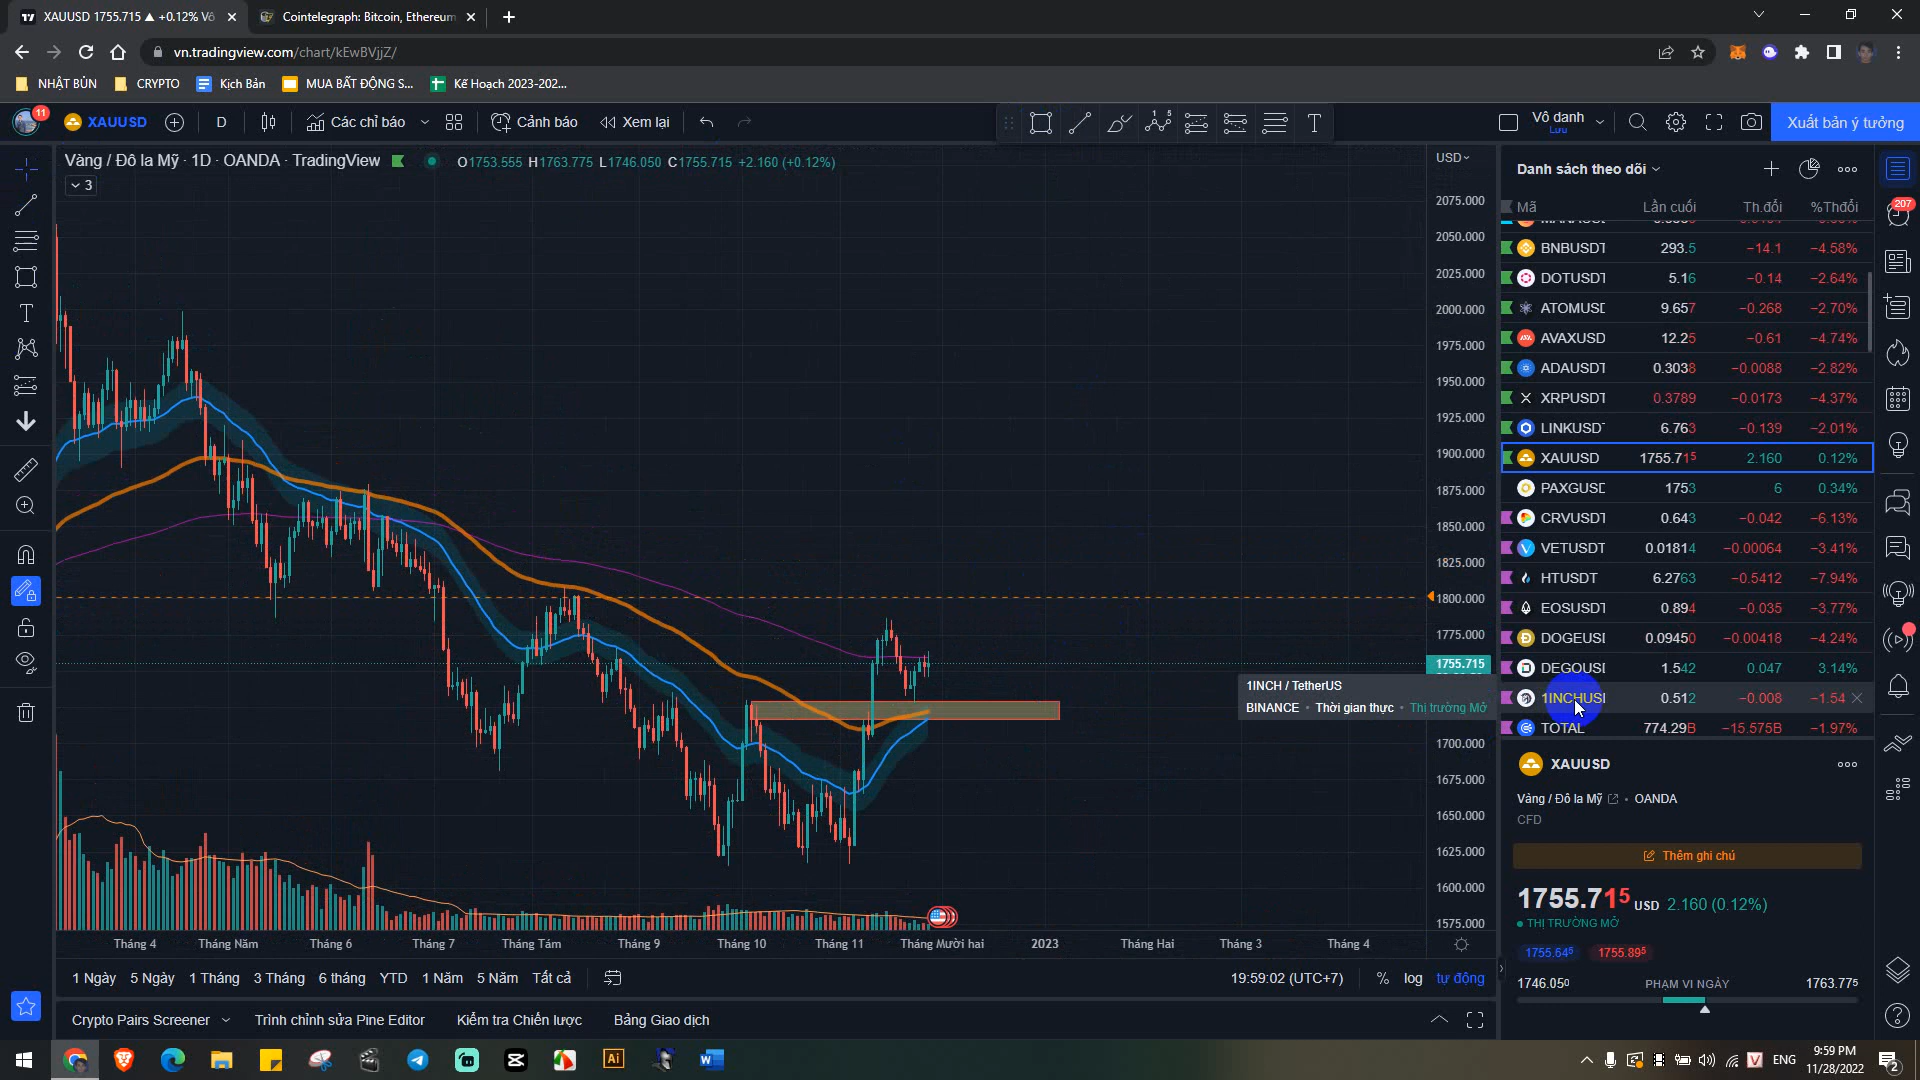 XAUUSD 1755.715 ▲ +0.12% Vô
Cointelegraph: Bitcoin, Ethereum
vn.tradingview.com/chart/kEwBVjjZ/
NHẬT BỦN
CRYPTO
Kịch Bản
MUA BẤT ĐỘNG S...
Kế Hoạch 2023-202...
11
XAUUSD
D
Các chỉ báo
Cảnh báo
Xem lại
T
Vô danh
Lưu
Xuất bản ý tưởng
Vàng / Đô la Mỹ · 1D · OANDA · TradingView
O1753.555 H1763.775 L1746.050 C1755.715 +2.160 (+0.12%)
3
USD
2075.000
2050.000
2025.000
2000.000
1975.000
1950.000
1925.000
1900.000
1875.000
1850.000
1825.000
1800.000
1775.000
1755.715
1700.000
1675.000
1650.000
1625.000
1600.000
1575.000
1INCH / TetherUS
BINANCE • Thời gian thực • Thị trường Mở
Tháng 4 Tháng Năm Tháng 6 Tháng 7 Tháng Tám Tháng 9 Tháng 10 Tháng 11 Tháng Mười hai 2023 Tháng Hai Tháng 3 Tháng 4
1 Ngày 5 Ngày 1 Tháng 3 Tháng 6 tháng YTD 1 Năm 5 Năm Tất cả
19:59:02 (UTC+7) % log tự động
Crypto Pairs Screener
Trình chỉnh sửa Pine Editor
Kiểm tra Chiến lược
Bảng Giao dịch
Danh sách theo dõi
Mã Lần cuối Th.đổi %Thđổi
BNBUSDT 293.5 −14.1 −4.58%
DOTUSDT 5.16 −0.14 −2.64%
ATOMUSD 9.657 −0.268 −2.70%
AVAXUSD 12.25 −0.61 −4.74%
ADAUSDT 0.3038 −0.0088 −2.82%
XRPUSDT 0.3789 −0.0173 −4.37%
LINKUSD 6.763 −0.139 −2.01%
XAUUSD 1755.715 2.160 0.12%
PAXGUSD 1753 6 0.34%
CRVUSDT 0.643 −0.042 −6.13%
VETUSDT 0.01814 −0.00064 −3.41%
HTUSDT 6.2763 −0.5412 −7.94%
EOSUSDT 0.894 −0.035 −3.77%
DOGEUSD 0.09450 −0.00418 −4.24%
DEGOUSD 1.542 0.047 3.14%
1INCHUSD 0.512 −0.008 −1.54
TOTAL 774.29B −15.575B −1.97%
207
XAUUSD
Vàng / Đô la Mỹ • OANDA
CFD
Thêm ghi chú
1755.715 USD 2.160 (0.12%)
THỊ TRƯỜNG MỞ
1755.645 1755.895
1746.050 PHẠM VI NGÀY 1763.775
Ai
V
ENG
9:59 PM
11/28/2022
2